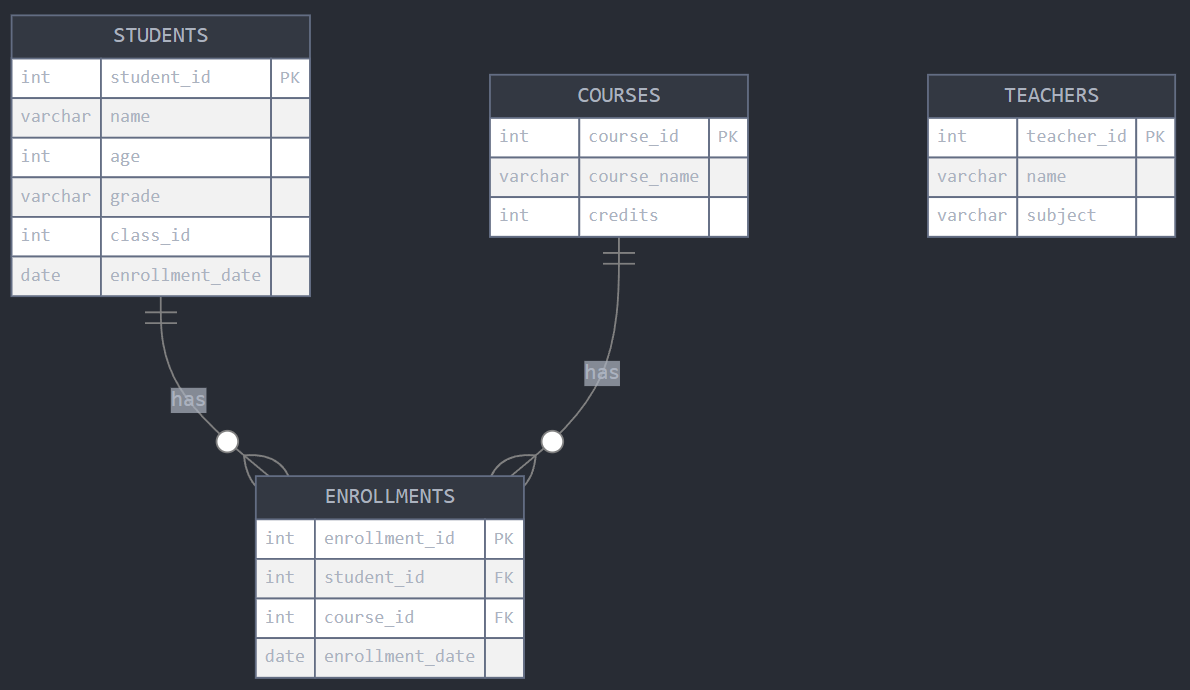 STUDENTS
int student_id PK
varchar name
int age
varchar grade
int class_id
date enrollment_date
COURSES
int course_id PK
varchar course_name
int credits
TEACHERS
int teacher_id PK
varchar name
varchar subject
has
has
ENROLLMENTS
int enrollment_id PK
int student_id FK
int course_id FK
date enrollment_date